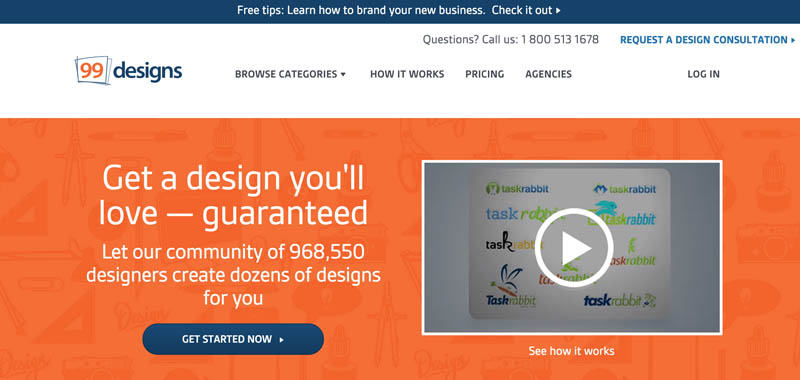 Free tips: Learn how to brand your new business. Check it out
Questions? Call us: 1 800 513 1678 REQUEST A DESIGN CONSULTATION
99designs BROWSE CATEGORIES HOW IT WORKS PRICING AGENCIES LOG IN
Get a design you'll
love — guaranteed
Let our community of 968,550
designers create dozens of designs
for you
GET STARTED NOW
taskrabbit taskrabbit
taskrabbit taskrabbit
taskrabbit taskrabbit
taskrabbit
Taskrabbit taskrabbit
See how it works
Design
Design